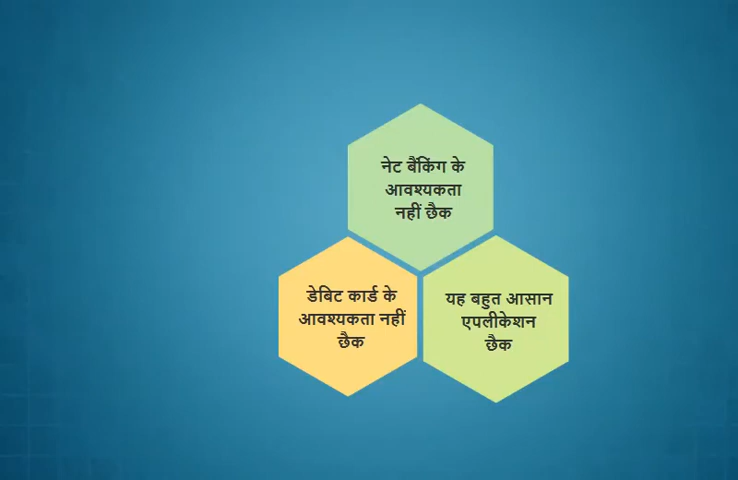 नेट बैंकिंग के
आवश्यकता
नहीं छैक
डेबिट कार्ड के
आवश्यकता नहीं
छैक
यह बहुत आसान
एपलीकेशन
छैक